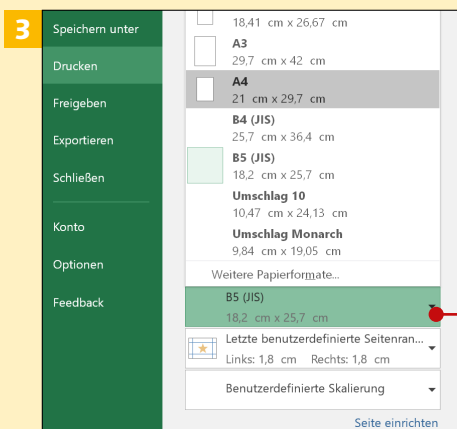 3
Speichern unter
Drucken
Freigeben
Exportieren
Schließen
Konto
Optionen
Feedback
18,41 cm x 26,67 cm
A3
29,7 cm x 42 cm
A4
21 cm x 29,7 cm
B4 (JIS)
25,7 cm x 36,4 cm
B5 (JIS)
18,2 cm x 25,7 cm
Umschlag 10
10,47 cm x 24,13 cm
Umschlag Monarch
9,84 cm x 19,05 cm
Weitere Papierformate...
B5 (JIS)
18,2 cm x 25,7 cm
Letzte benutzerdefinierte Seitenran...
Links: 1,8 cm Rechts: 1,8 cm
Benutzerdefinierte Skalierung
Seite einrichten